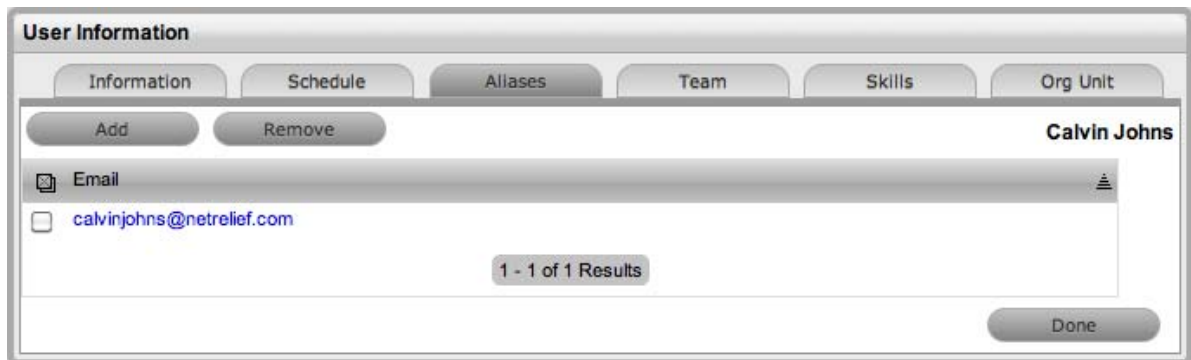 User Information
Information Schedule Aliases Team Skills Org Unit
Add Remove Calvin Johns
Email
calvinjohns@netrelief.com
1 - 1 of 1 Results
Done